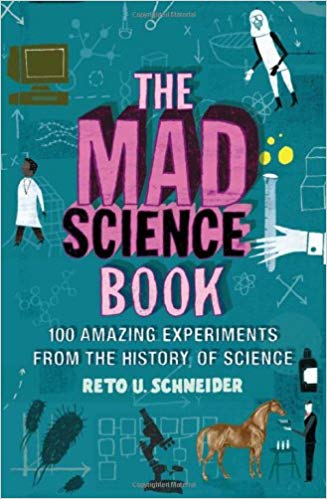 THE
MAD
SCIENCE
BOOK
100 AMAZING EXPERIMENTS
FROM THE HISTORY OF SCIENCE
RETO U. SCHNEIDER